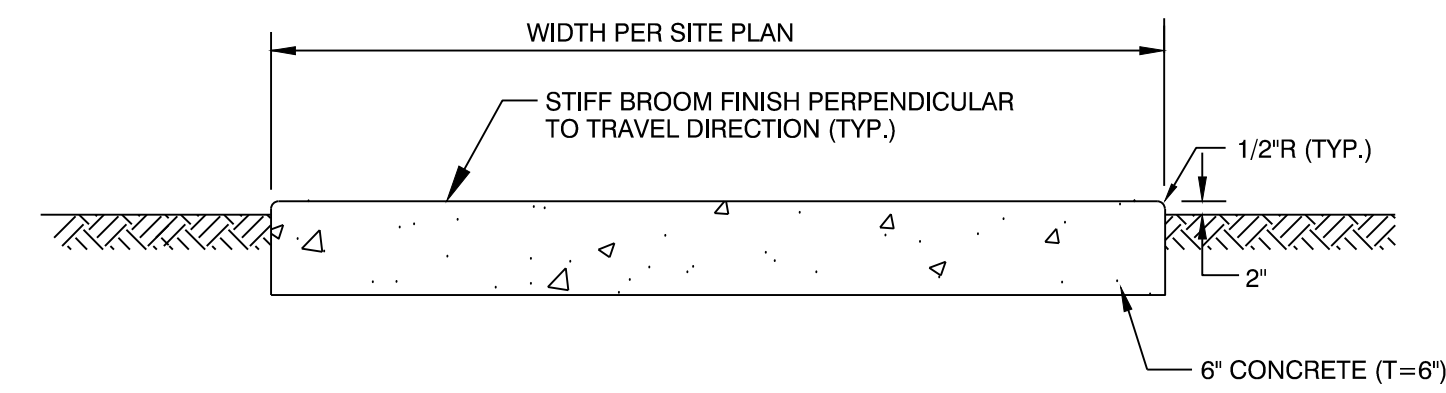 WIDTH PER SITE PLAN
STIFF BROOM FINISH PERPENDICULAR
TO TRAVEL DIRECTION (TYP.)
1/2"R (TYP.)
2"
6" CONCRETE (T=6")